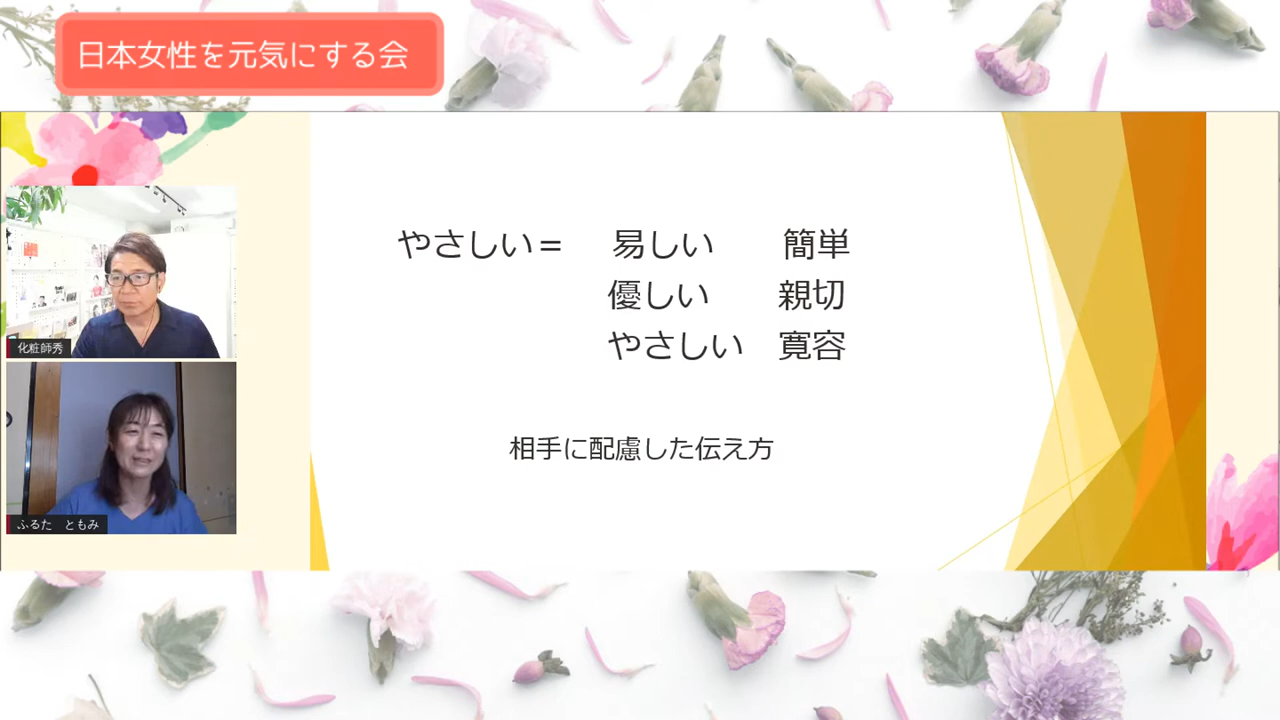 日本女性を元気にする会
やさしい＝　易しい　　簡単
優しい　　親切
やさしい　寛容
相手に配慮した伝え方
化粧師秀
ふるた　ともみ